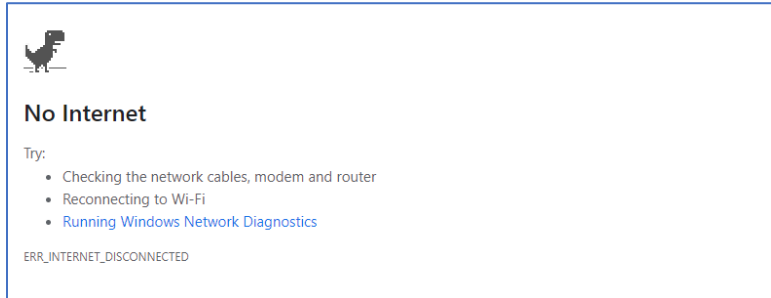 No Internet
Try:
• Checking the network cables, modem and router
• Reconnecting to Wi-Fi
• Running Windows Network Diagnostics
ERR_INTERNET_DISCONNECTED